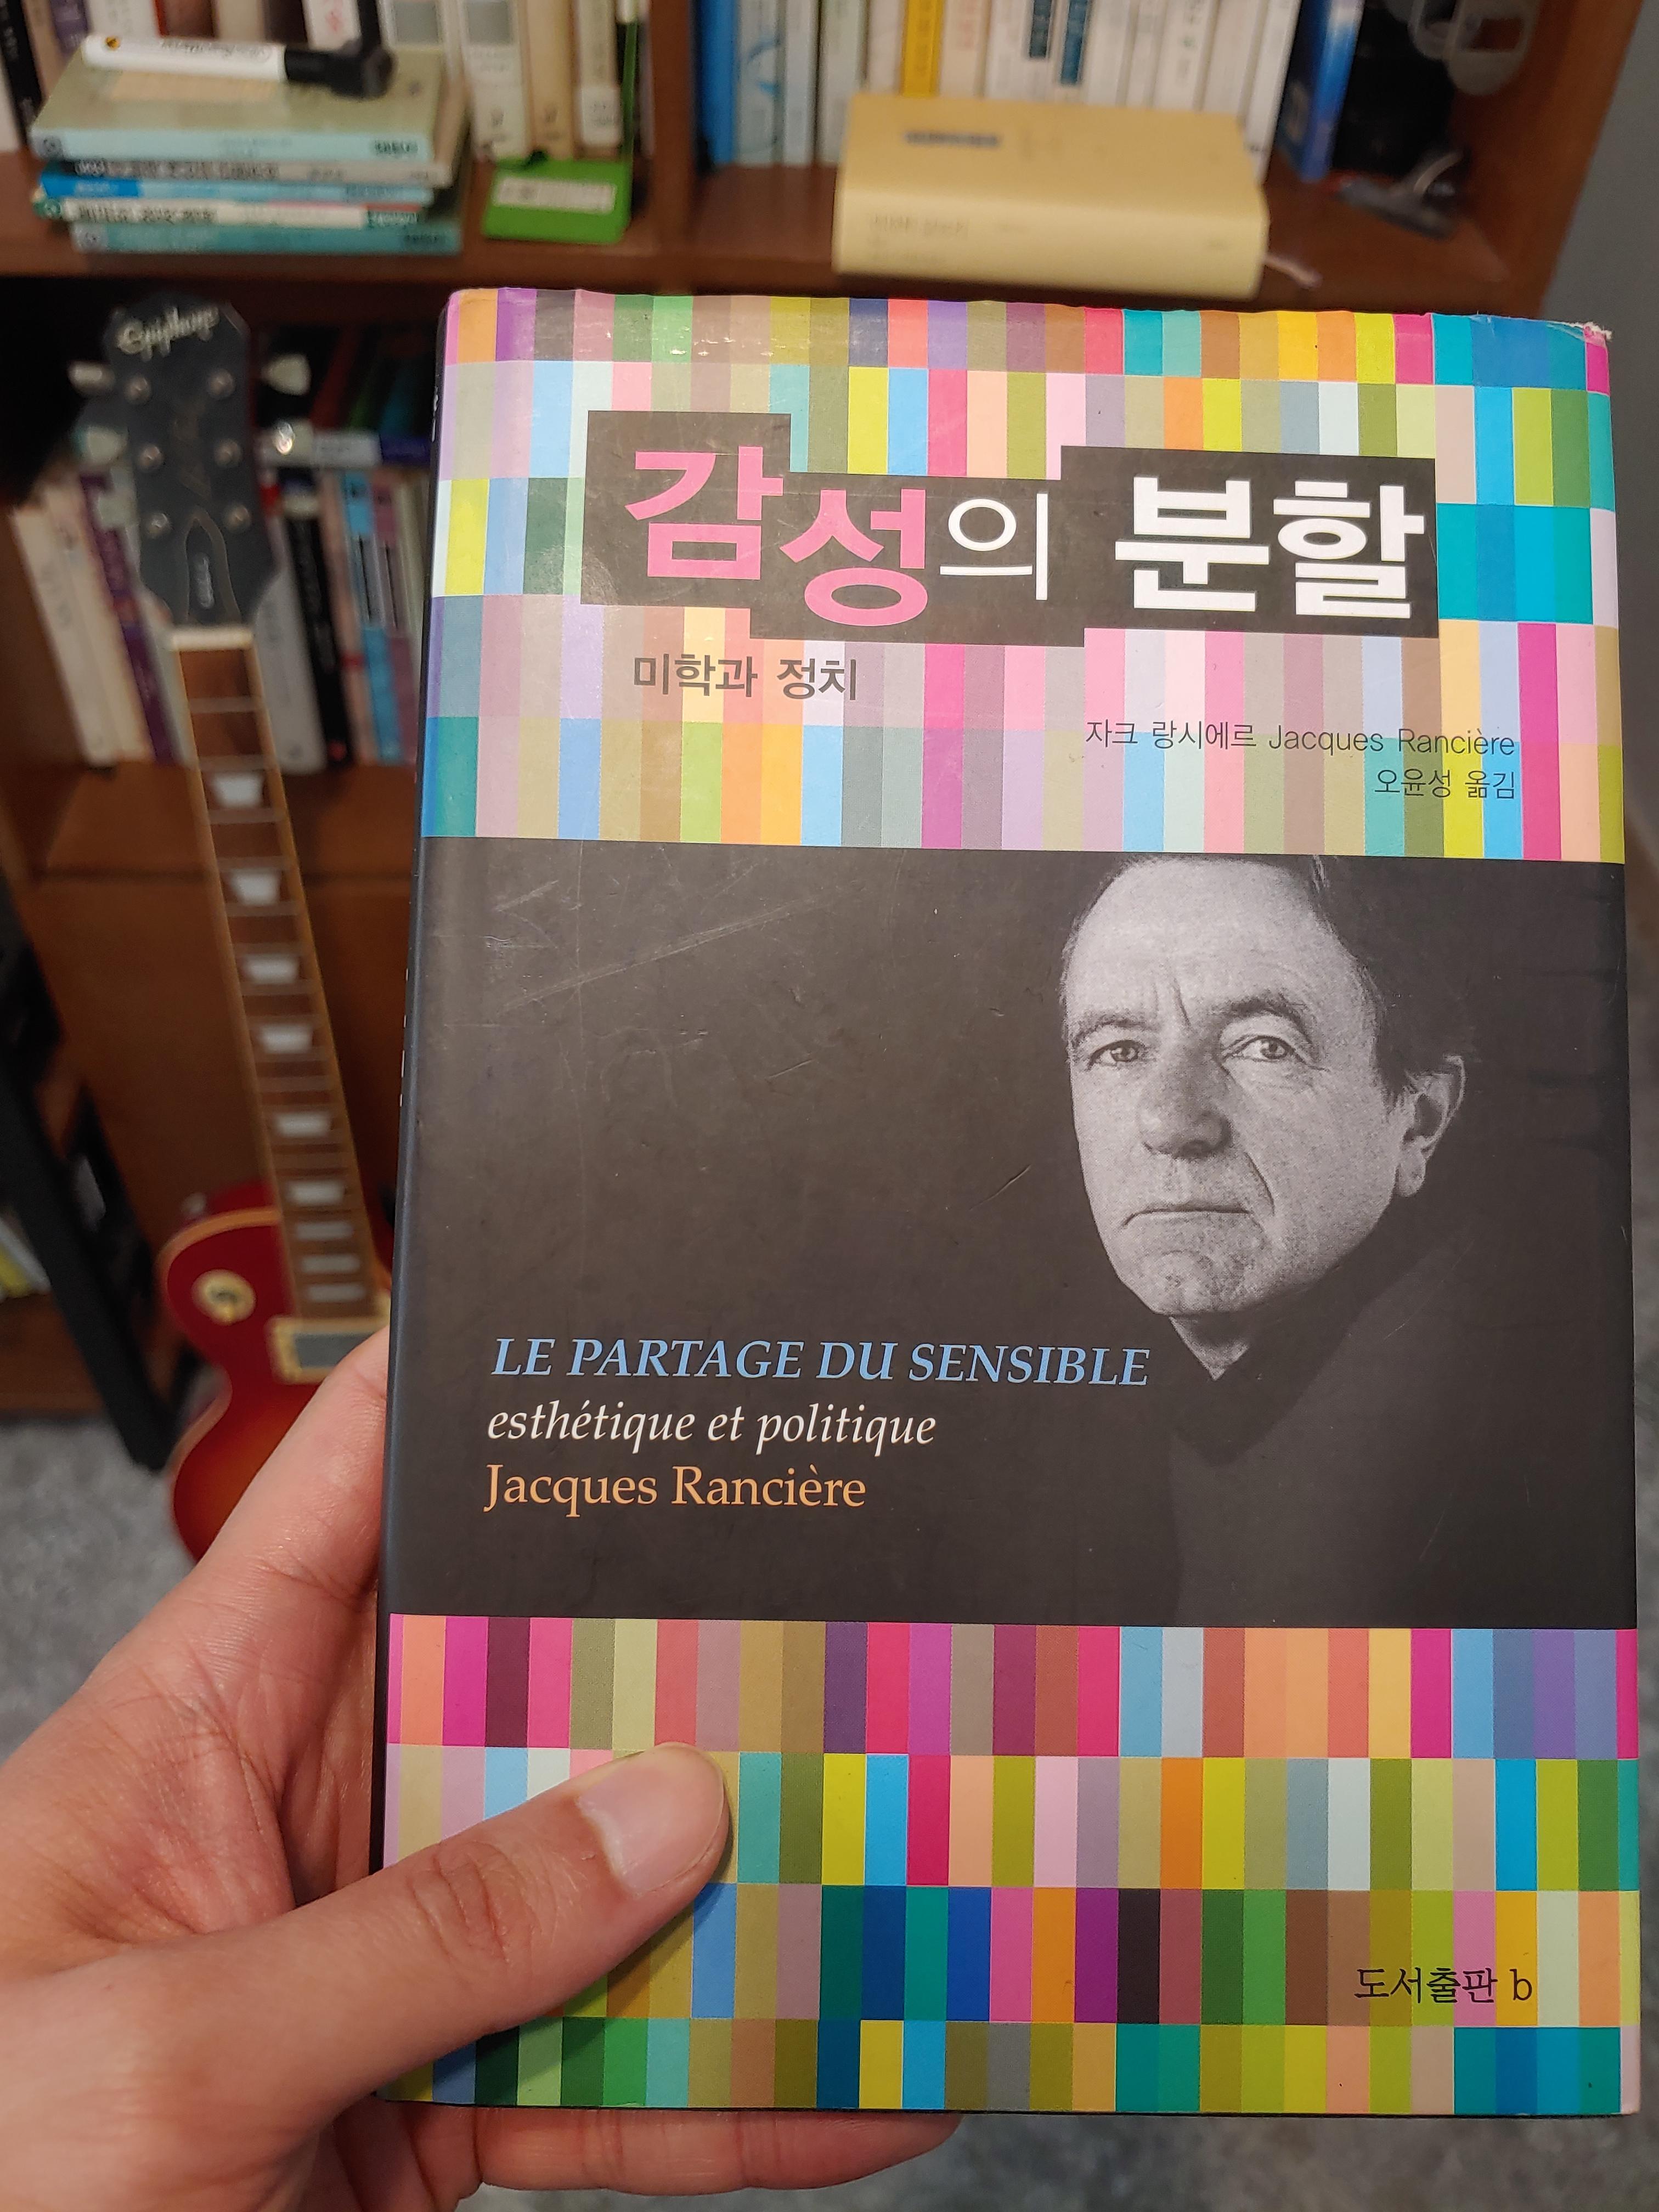 Epiphone
감성의 분할
미학과 정치
자크 랑시에르 Jacques Rancière
오윤성 옮김
LE PARTAGE DU SENSIBLE
esthétique et politique
Jacques Rancière
도서출판 b